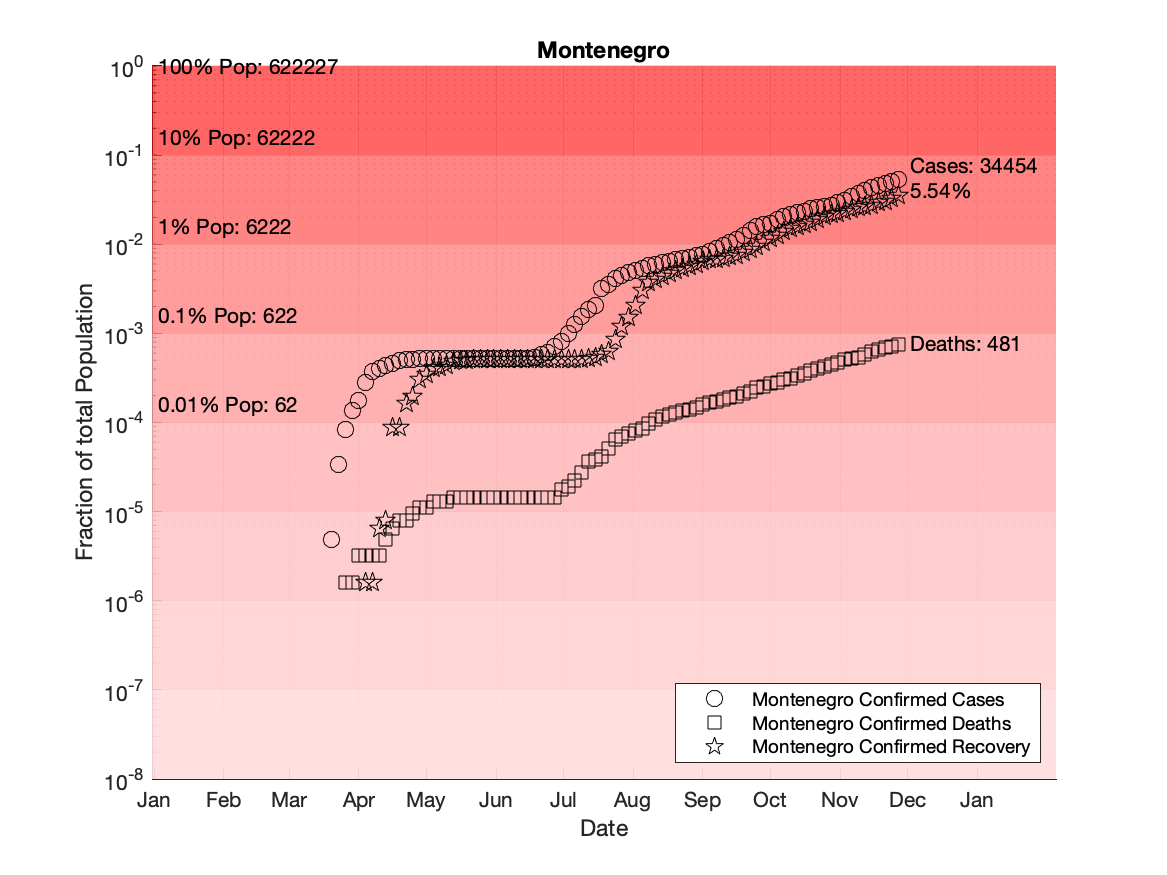 Montenegro
10^0
100% Pop: 622227
10% Pop: 62222
10^-1
Cases: 34454
5.54%
1% Pop: 6222
10^-2
0.1% Pop: 622
10^-3
Deaths: 481
0.01% Pop: 62
10^-4
10^-5
10^-6
10^-7
10^-8
Fraction of total Population
Montenegro Confirmed Cases
Montenegro Confirmed Deaths
Montenegro Confirmed Recovery
Jan Feb Mar Apr May Jun Jul Aug Sep Oct Nov Dec Jan
Date